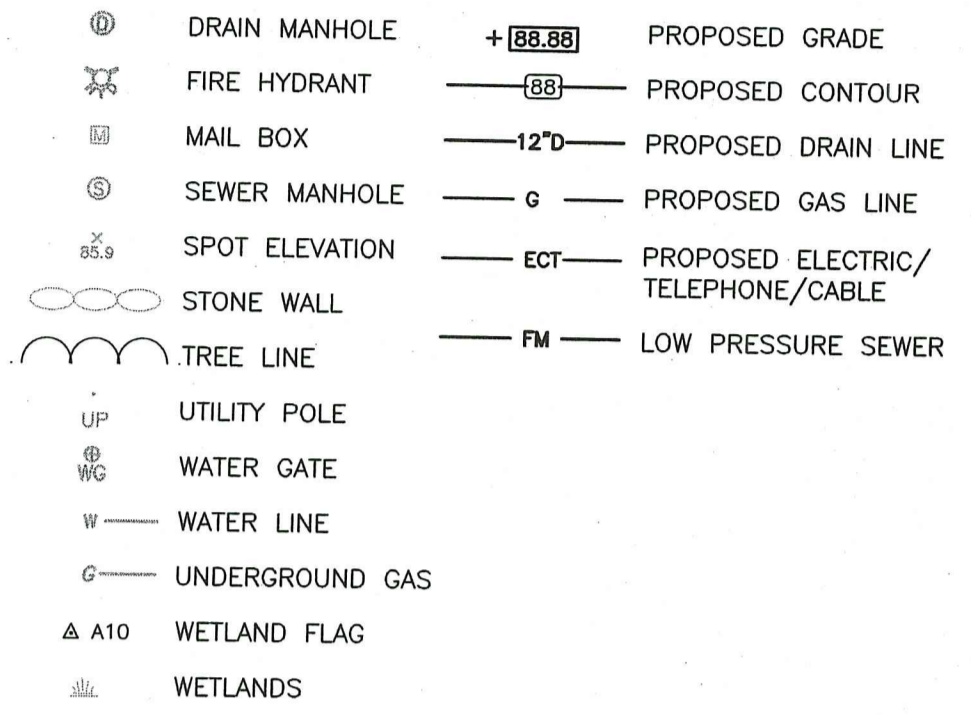 D DRAIN MANHOLE
FIRE HYDRANT
M MAIL BOX
S SEWER MANHOLE
85.9 SPOT ELEVATION
STONE WALL
TREE LINE
UP UTILITY POLE
WG WATER GATE
W WATER LINE
G UNDERGROUND GAS
A10 WETLAND FLAG
WETLANDS
+ 88.88 PROPOSED GRADE
88 PROPOSED CONTOUR
12"D PROPOSED DRAIN LINE
G PROPOSED GAS LINE
ECT PROPOSED ELECTRIC/
TELEPHONE/CABLE
FM LOW PRESSURE SEWER